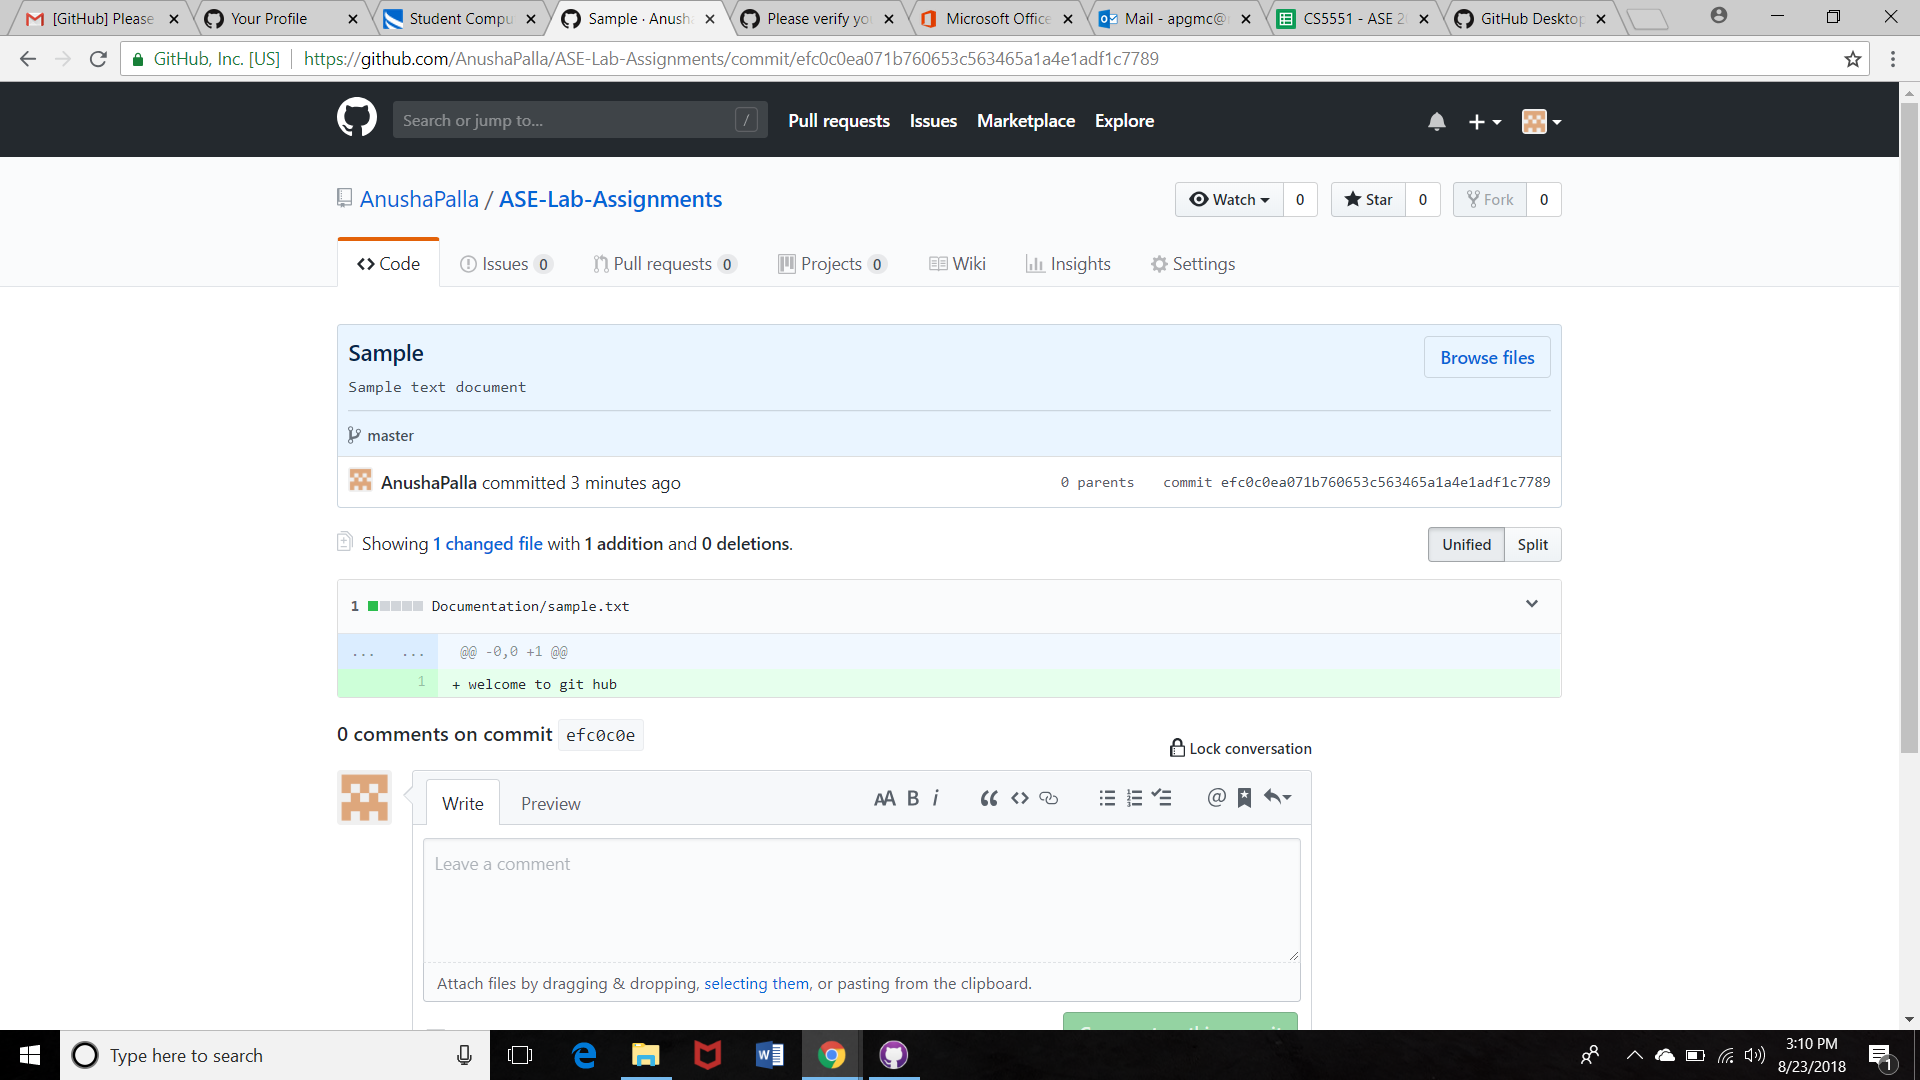 [GitHub] Please
Your Profile
Student Compu
Sample · Anusha
Please verify yo
Microsoft Office
Mail - apgmc@
CS5551 - ASE 20
GitHub Desktop
GitHub, Inc. [US]
https://github.com/AnushaPalla/ASE-Lab-Assignments/commit/efc0c0ea071b760653c563465a1a4e1adf1c7789
Search or jump to... /
Pull requests
Issues
Marketplace
Explore
AnushaPalla / ASE-Lab-Assignments
Watch 0
Star 0
Fork 0
Code
Issues 0
Pull requests 0
Projects 0
Wiki
Insights
Settings
Sample
Browse files
Sample text document
master
AnushaPalla committed 3 minutes ago
0 parents
commit efc0c0ea071b760653c563465a1a4e1adf1c7789
Showing 1 changed file with 1 addition and 0 deletions.
Unified
Split
1 Documentation/sample.txt
... ... @@ -0,0 +1 @@
1 + welcome to git hub
0 comments on commit efc0c0e
Lock conversation
Write
Preview
AA B i
Leave a comment
Attach files by dragging & dropping, selecting them, or pasting from the clipboard.
Type here to search
3:10 PM
8/23/2018
1